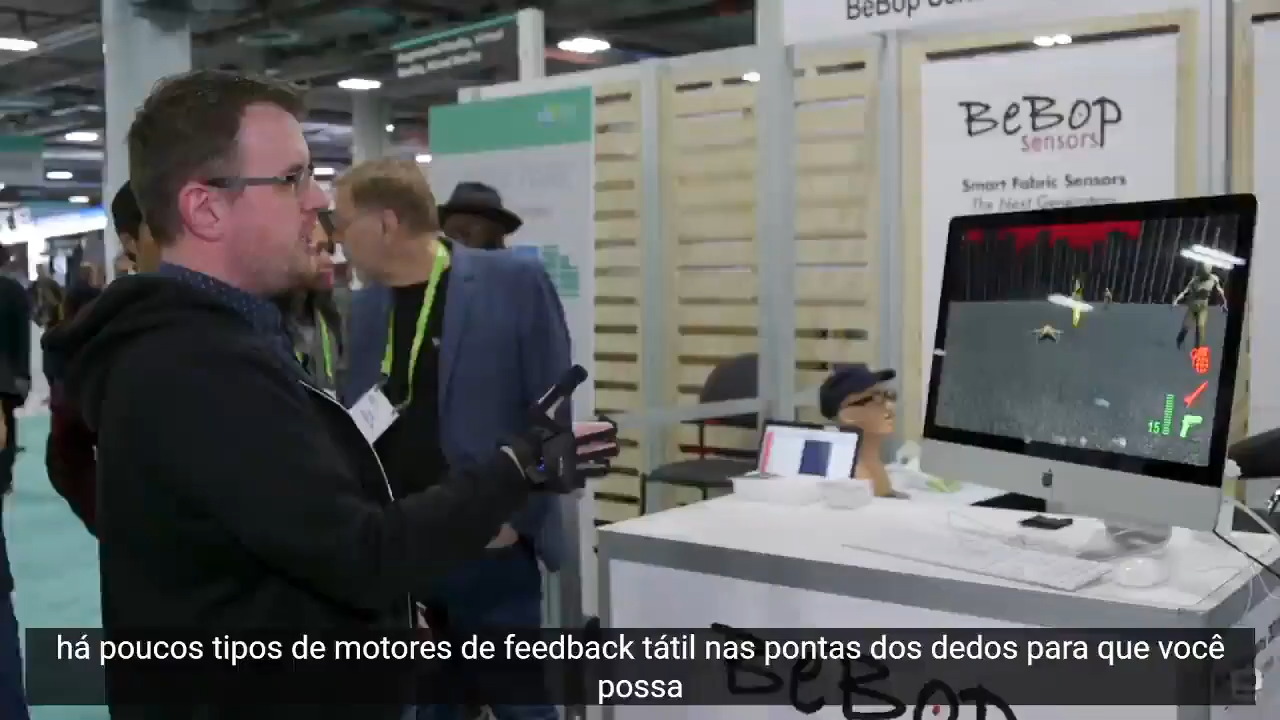 BeBop
BeBop
sensors
Smart Fabric Sensors
The Next Generation
15
há poucos tipos de motores de feedback tátil nas pontas dos dedos para que você
possa
BeBop